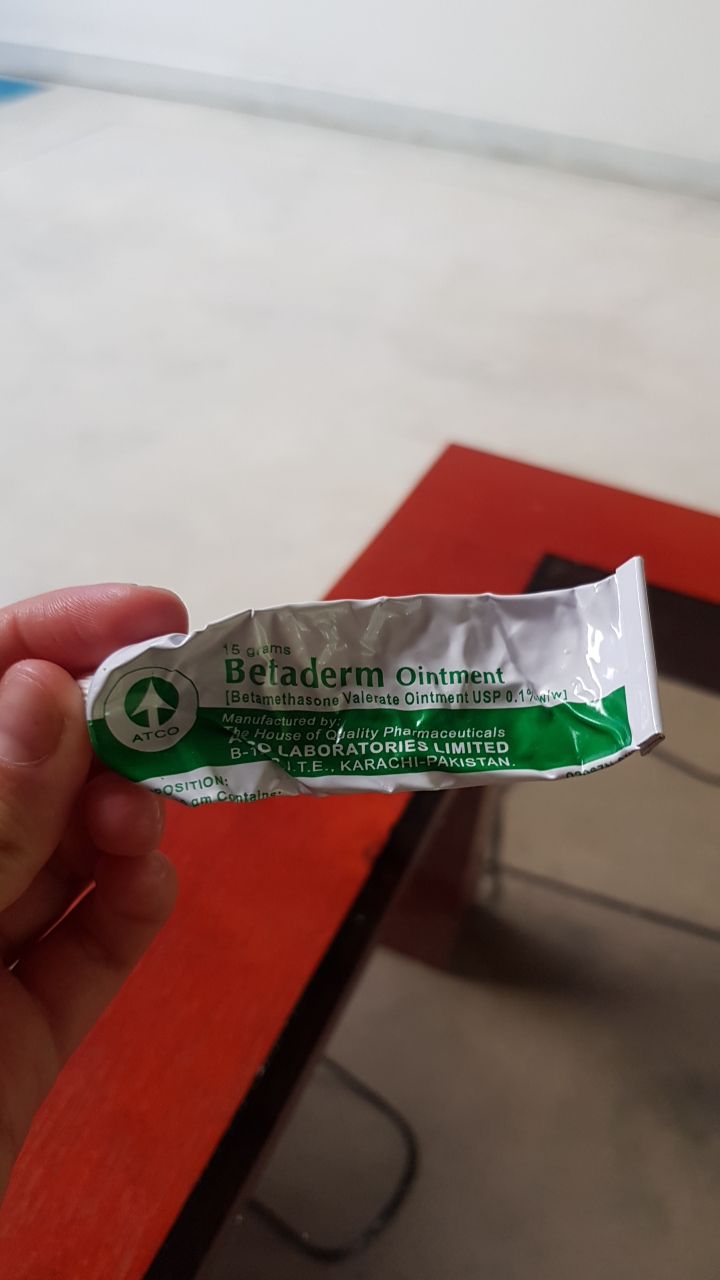 15 grams
Betaderm Ointment
[Betamethasone Valerate Ointment USP 0.1% w/w]
Manufactured by:
The House of Quality Pharmaceuticals
LABORATORIES LIMITED
KARACHI-PAKISTAN.
ATCO
Contains: